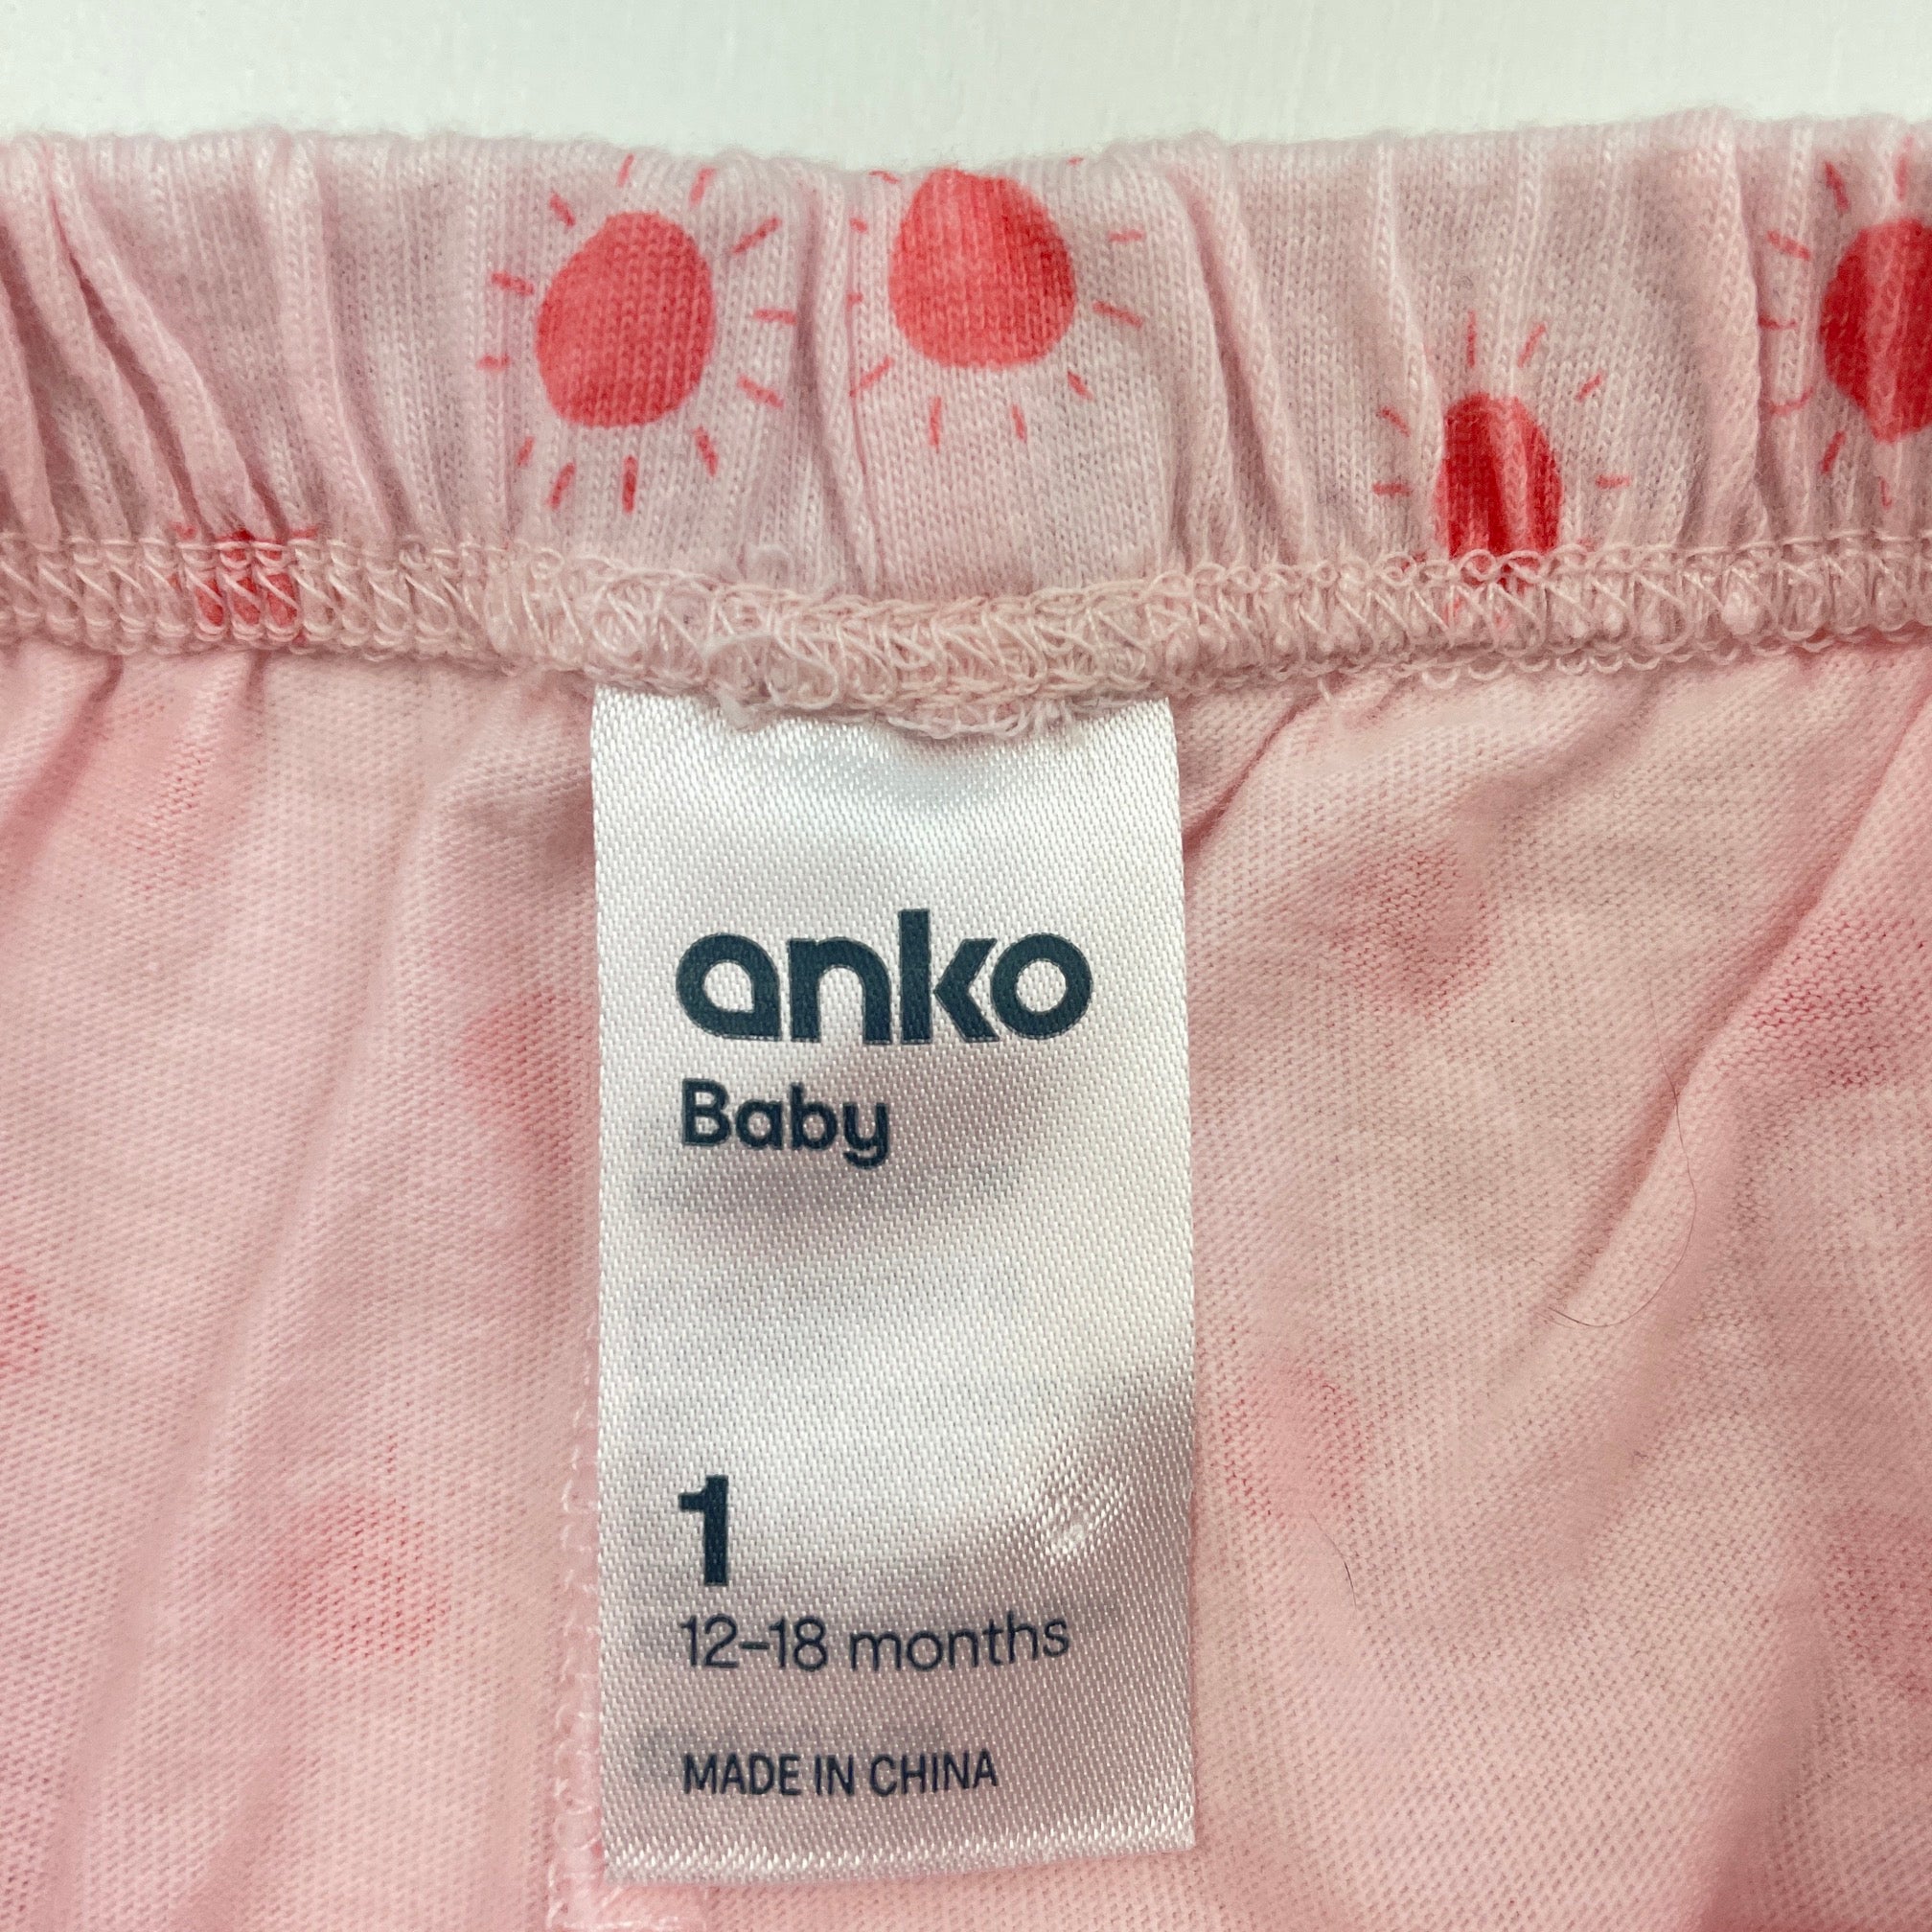 anko
Baby
1
12–18 months
MADE IN CHINA